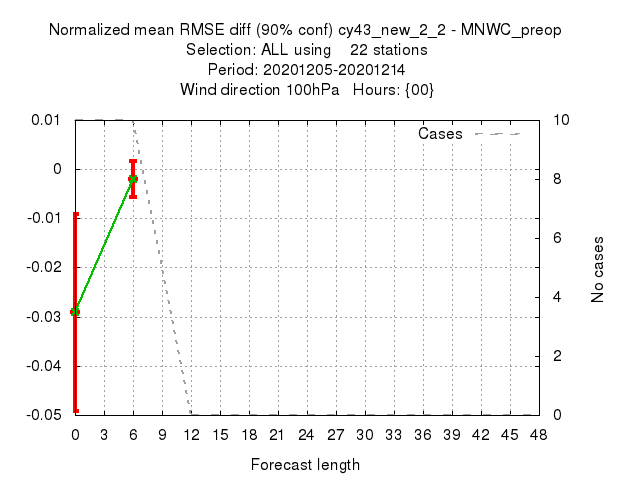 Normalized mean RMSE diff (90% conf) cy43_new_2_2 - MNWC_preop
Selection: ALL using 22 stations
Period: 20201205-20201214
Wind direction 100hPa Hours: {00}
Cases
0.01
0
-0.01
-0.02
-0.03
-0.04
-0.05
10
8
6
4
2
0
No cases
0 3 6 9 12 15 18 21 24 27 30 33 36 39 42 45 48
Forecast length